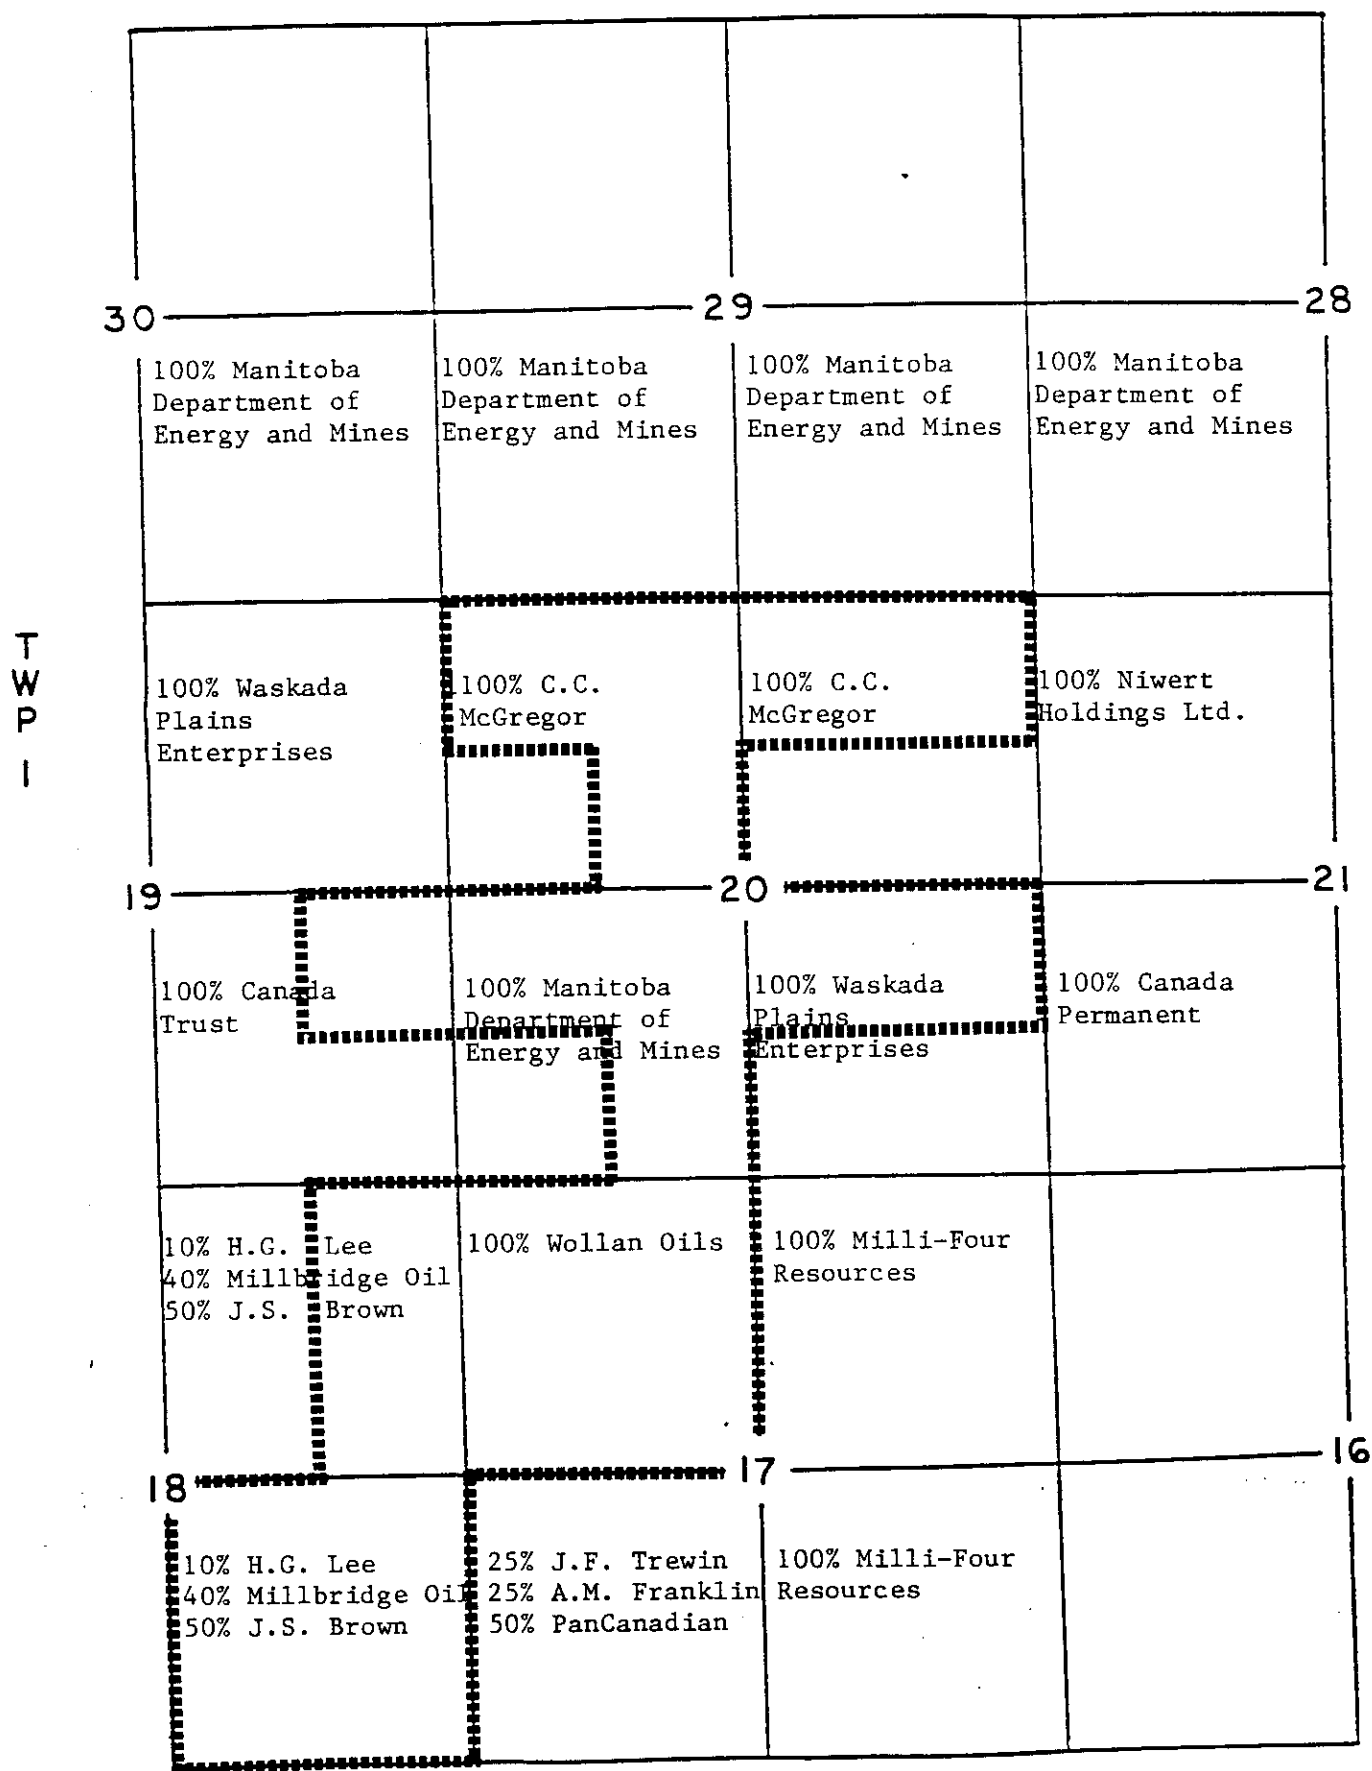 30 29 28
100% Manitoba
Department of
Energy and Mines
100% Manitoba
Department of
Energy and Mines
100% Manitoba
Department of
Energy and Mines
100% Manitoba
Department of
Energy and Mines
TWP I
100% Waskada
Plains
Enterprises
100% C.C.
McGregor
100% C.C.
McGregor
100% Niwert
Holdings Ltd.
19 20 21
100% Canada
Trust
100% Manitoba
Department of
Energy and Mines
100% Waskada
Plains
Enterprises
100% Canada
Permanent
10% H.G. Lee
40% Millbridge Oil
50% J.S. Brown
100% Wollan Oils
100% Milli-Four
Resources
18 17 16
10% H.G. Lee
40% Millbridge Oil
50% J.S. Brown
25% J.F. Trewin
25% A.M. Franklin
50% PanCanadian
100% Milli-Four
Resources